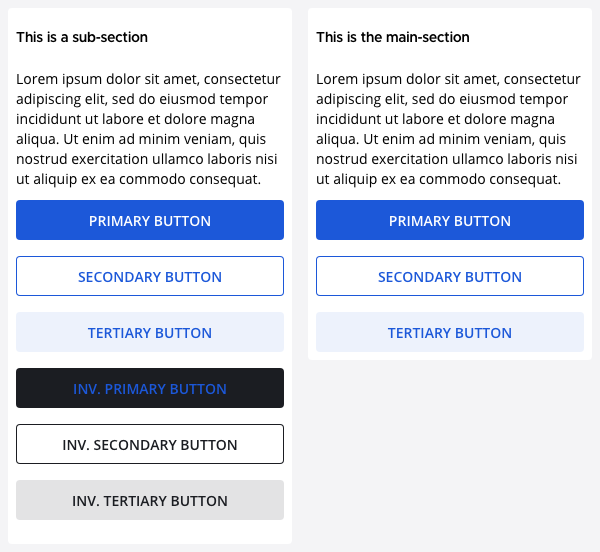 This is a sub-section
Lorem ipsum dolor sit amet, consectetur
adipiscing elit, sed do eiusmod tempor
incididunt ut labore et dolore magna
aliqua. Ut enim ad minim veniam, quis
nostrud exercitation ullamco laboris nisi
ut aliquip ex ea commodo consequat.
PRIMARY BUTTON
SECONDARY BUTTON
TERTIARY BUTTON
INV. PRIMARY BUTTON
INV. SECONDARY BUTTON
INV. TERTIARY BUTTON
This is the main-section
Lorem ipsum dolor sit amet, consectetur
adipiscing elit, sed do eiusmod tempor
incididunt ut labore et dolore magna
aliqua. Ut enim ad minim veniam, quis
nostrud exercitation ullamco laboris nisi
ut aliquip ex ea commodo consequat.
PRIMARY BUTTON
SECONDARY BUTTON
TERTIARY BUTTON